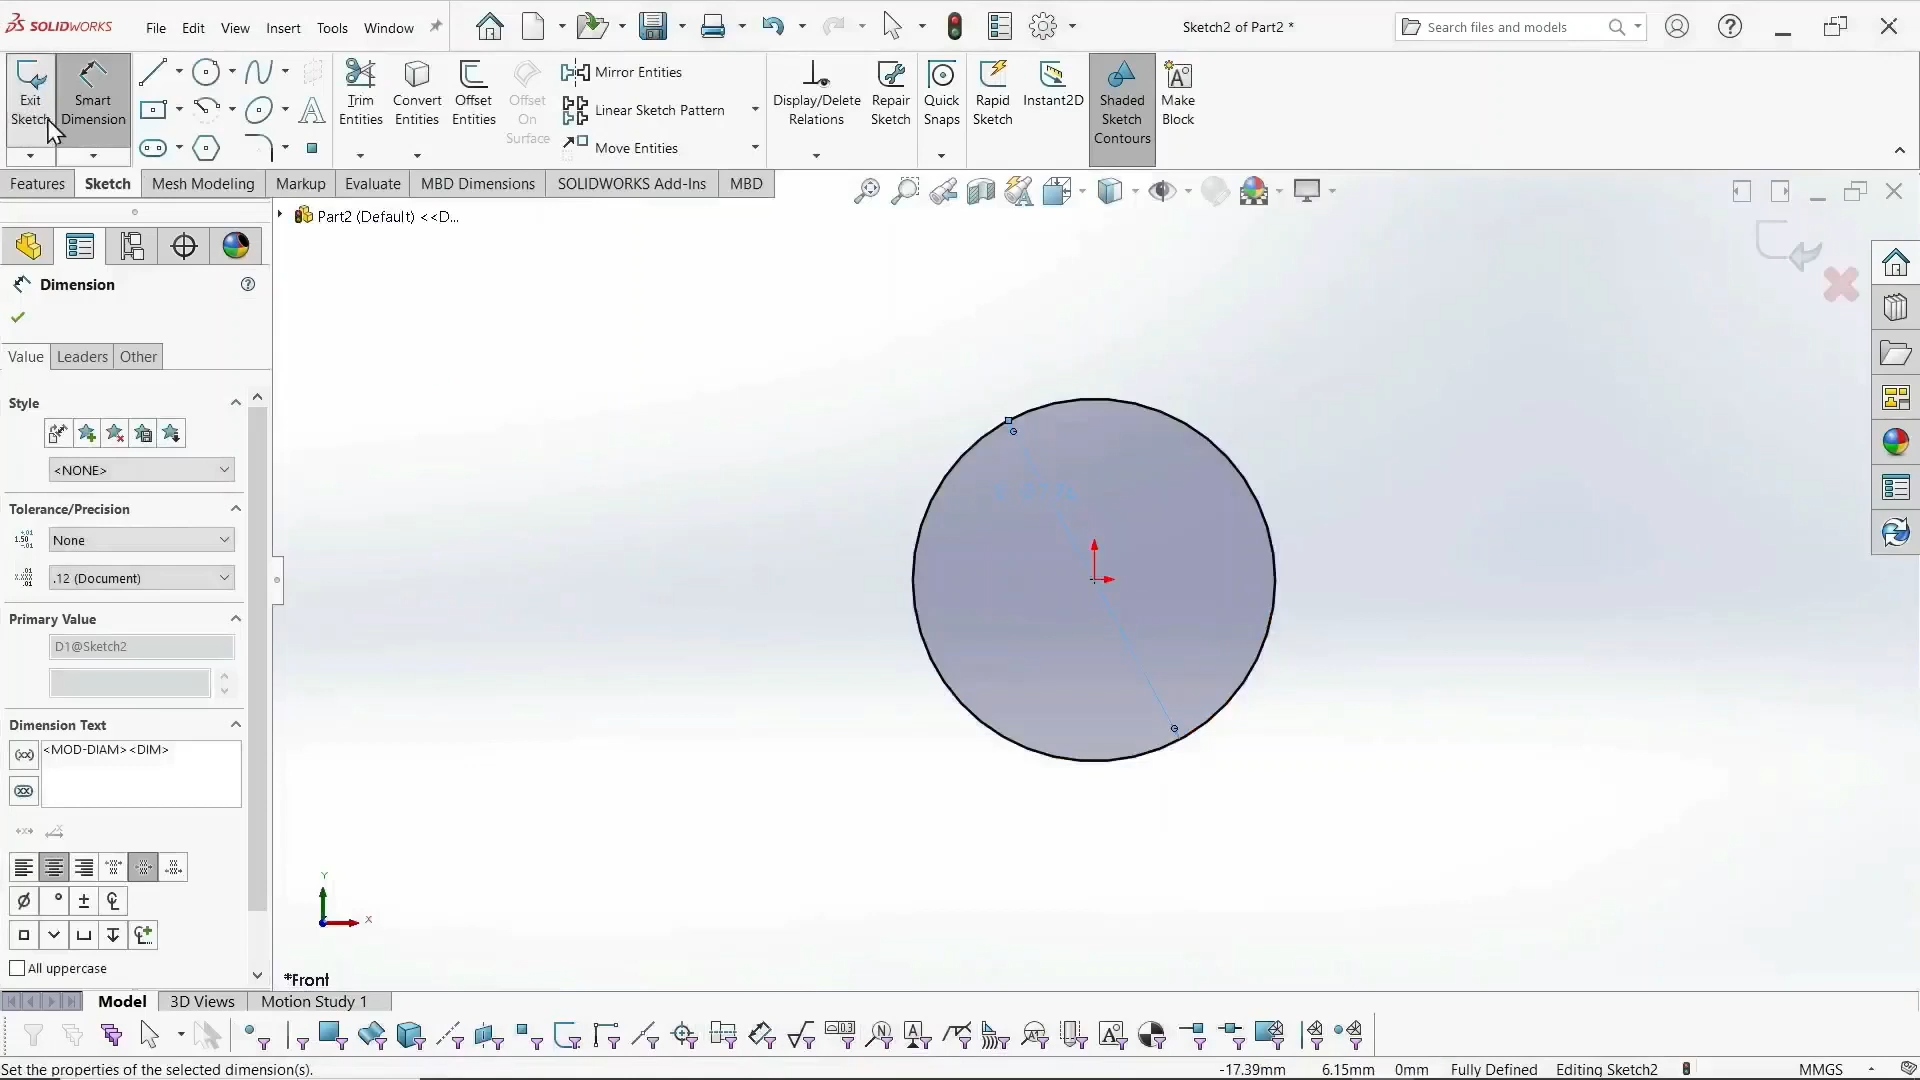 SOLIDWORKS
File Edit View Insert Tools Window
Sketch2 of Part2 *
Search files and models
Exit Sketch
Smart Dimension
Trim Entities
Convert Entities
Offset Entities
Offset On Surface
Mirror Entities
Linear Sketch Pattern
Move Entities
Display/Delete Relations
Repair Sketch
Quick Snaps
Rapid Sketch
Instant2D
Shaded Sketch Contours
Make Block
Features Sketch Mesh Modeling Markup Evaluate MBD Dimensions SOLIDWORKS Add-Ins MBD
Part2 (Default) <<D...
Dimension
Value Leaders Other
Style
<NONE>
Tolerance/Precision
None
.12 (Document)
Primary Value
D1@Sketch2
Dimension Text
<MOD-DIAM><DIM>
All uppercase
Y
X
*Front
Model 3D Views Motion Study 1
Set the properties of the selected dimension(s).
-17.39mm 6.15mm 0mm Fully Defined Editing Sketch2 MMGS